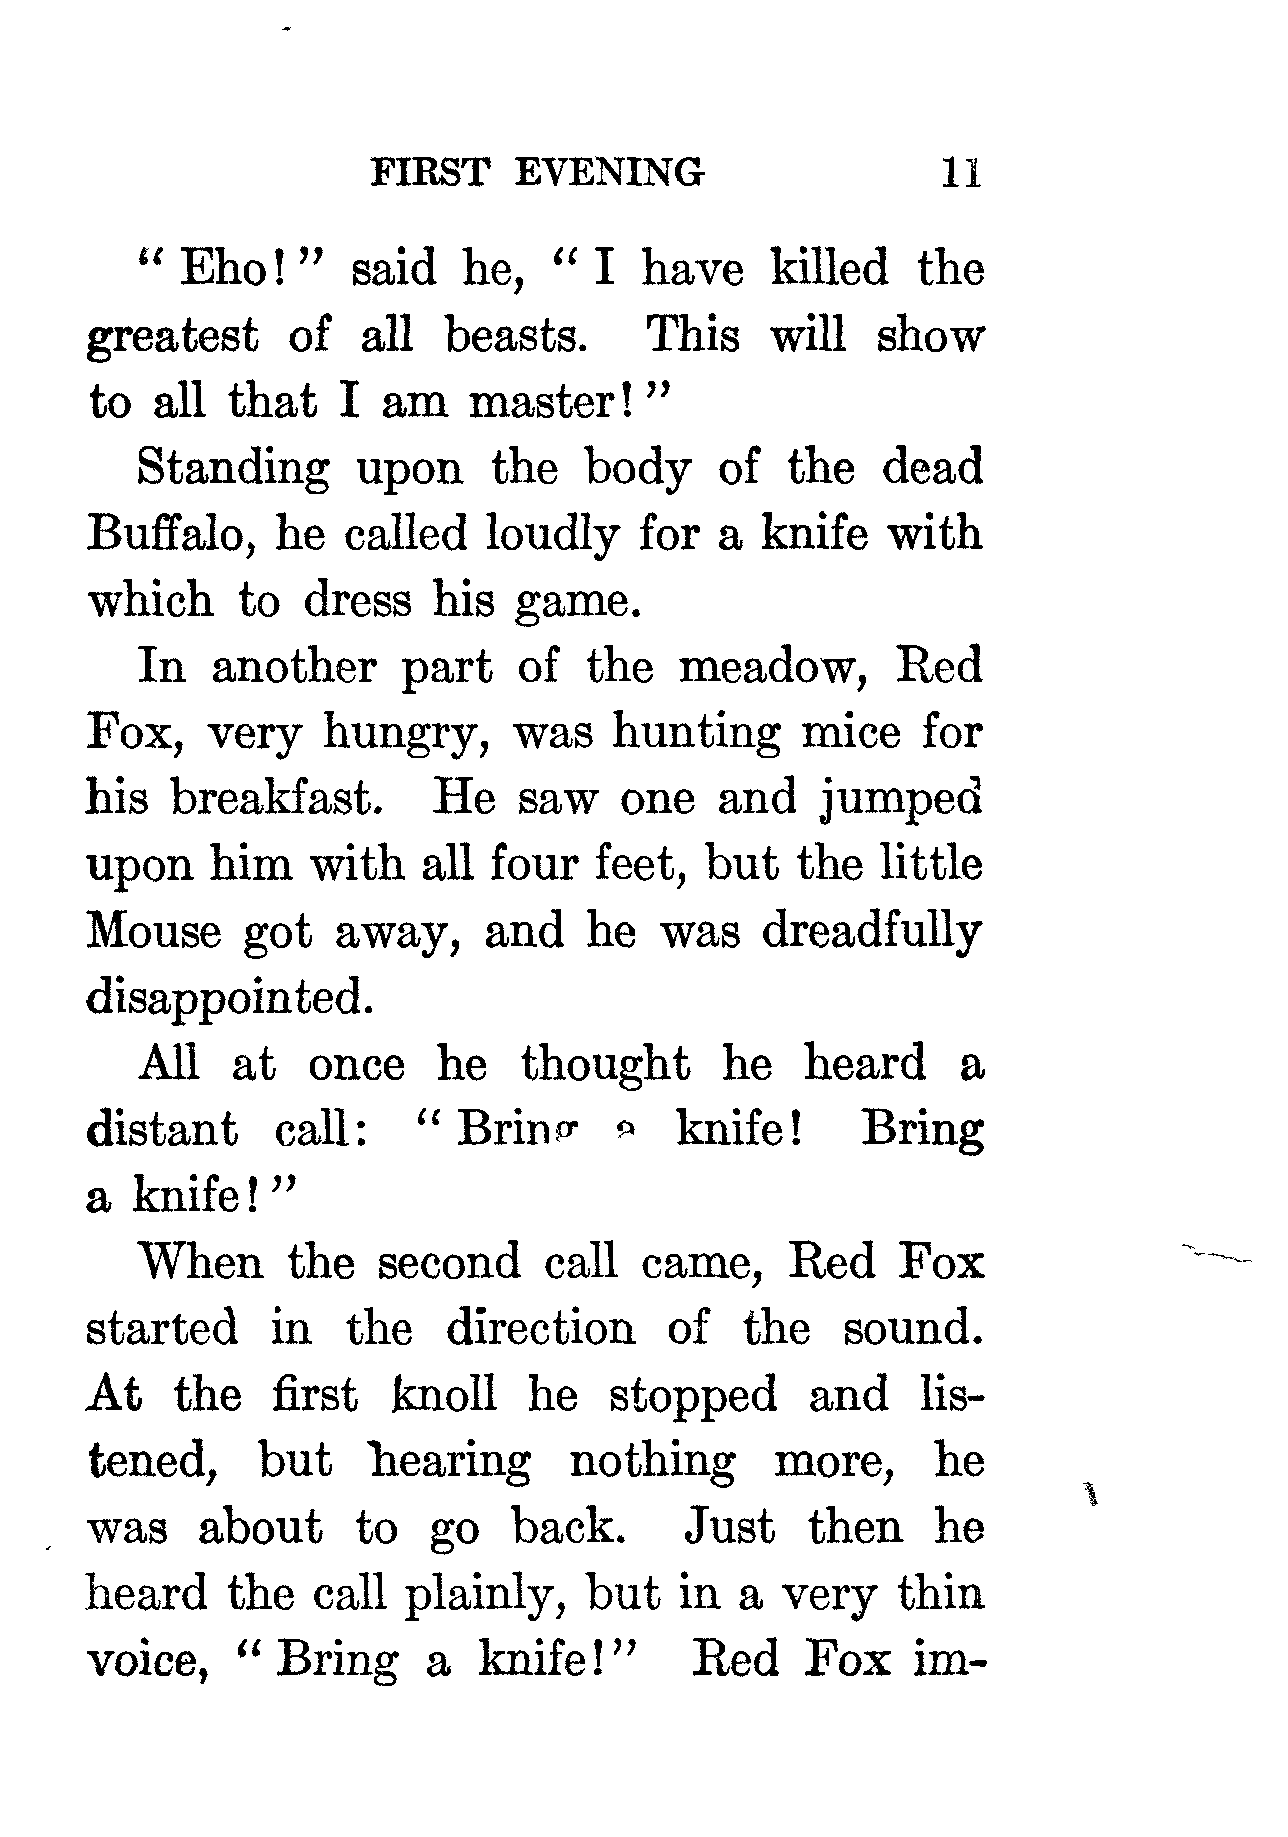 FIRST EVENING 11
“ Eho! ” said he, “ I have killed the
greatest of all beasts. This will show
to all that I am master! ”
Standing upon the body of the dead
Buffalo, he called loudly for a knife with
which to dress his game.
In another part of the meadow, Red
Fox, very hungry, was hunting mice for
his breakfast. He saw one and jumped
upon him with all four feet, but the little
Mouse got away, and he was dreadfully
disappointed.
All at once he thought he heard a
distant call: “ Bring a knife! Bring
a knife! ”
When the second call came, Red Fox
started in the direction of the sound.
At the first knoll he stopped and lis-
tened, but hearing nothing more, he
was about to go back. Just then he
heard the call plainly, but in a very thin
voice, “ Bring a knife! ” Red Fox im-